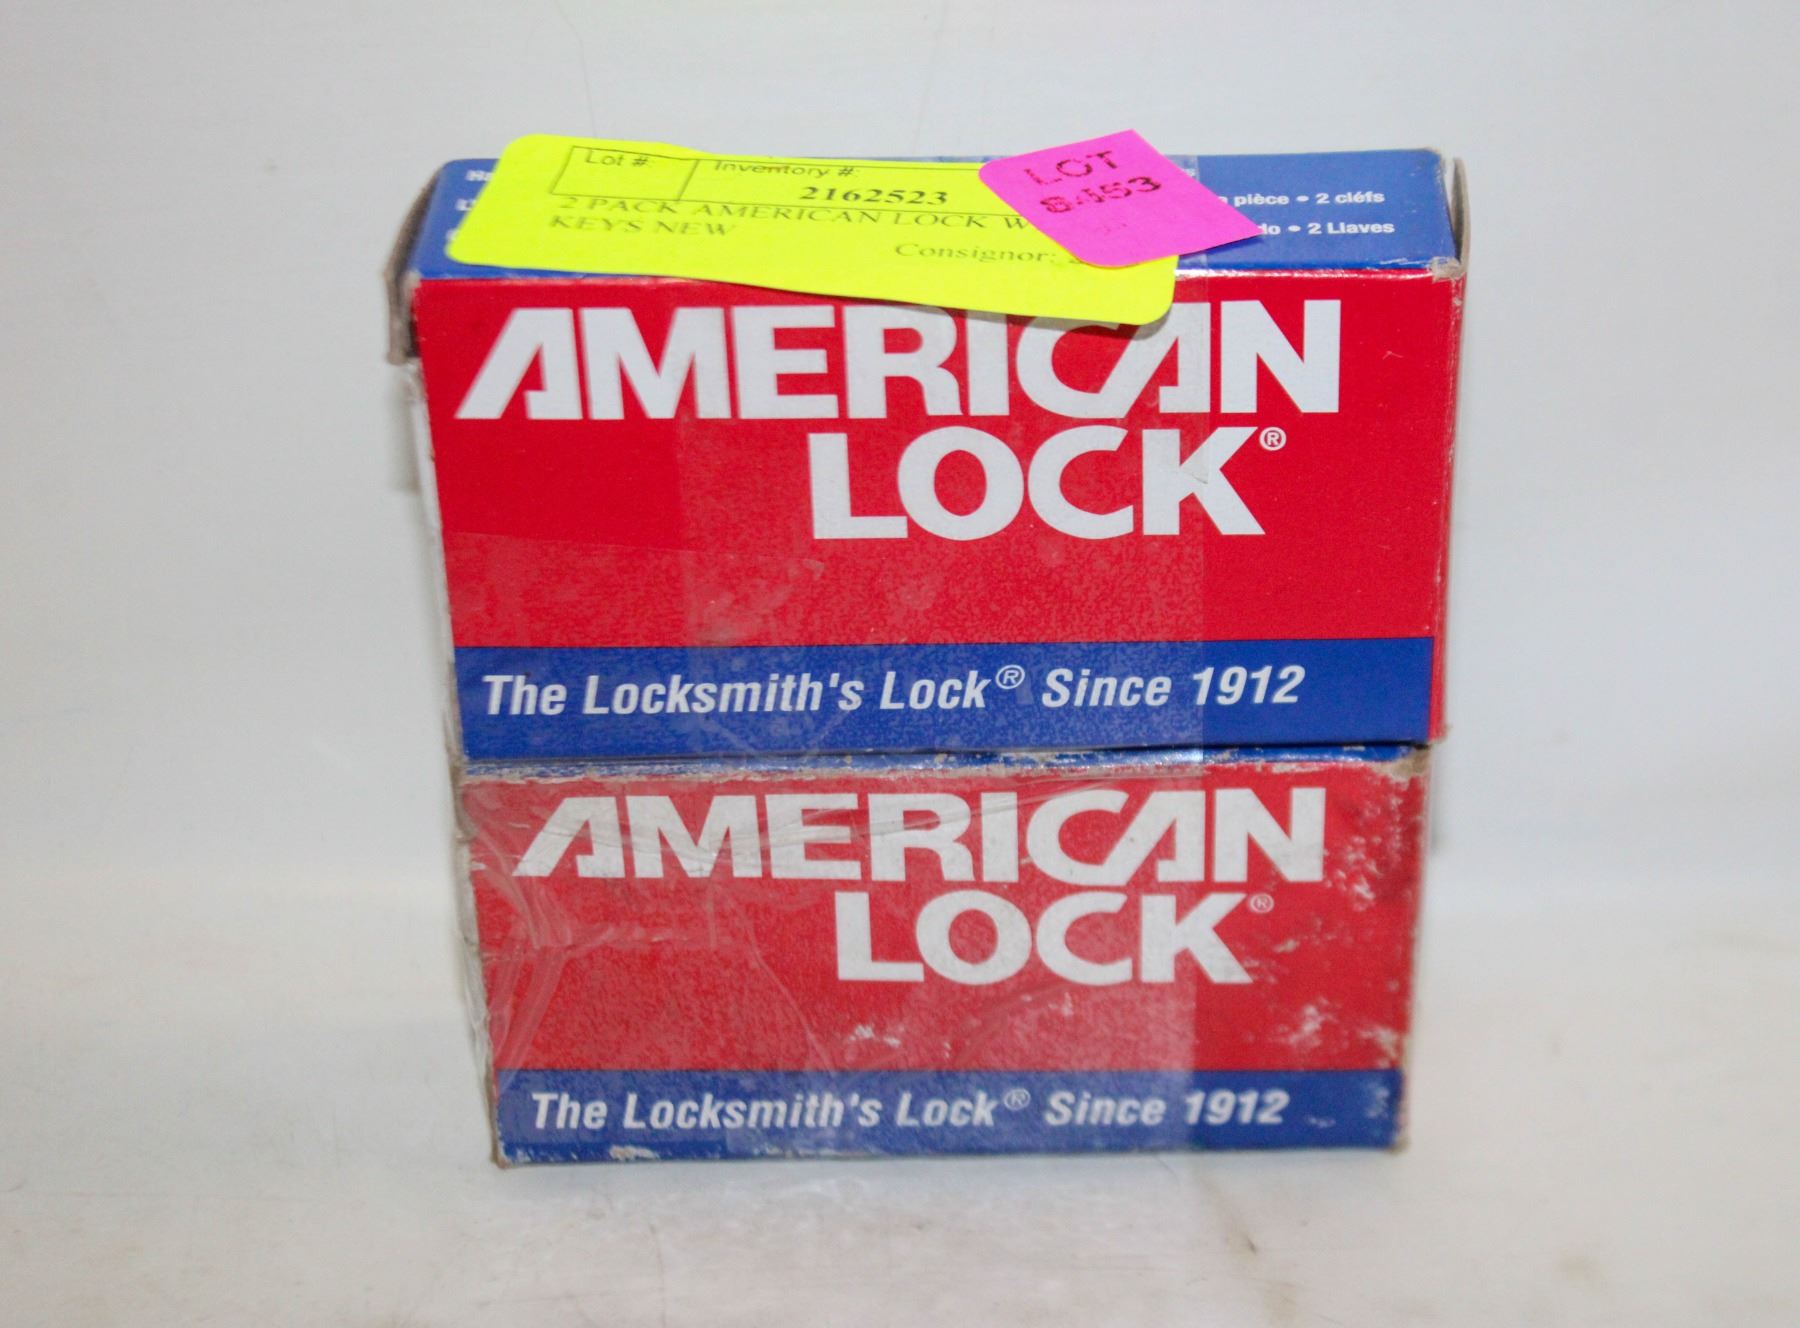 Lot #:
Inventory #:
2162523
2 PACK AMERICAN LOCK W
KEYS NEW
Consignor:
LOT
pièce • 2 cléfs
• 2 Llaves
AMERICAN
LOCK®
The Locksmith's Lock® Since 1912
AMERICAN
LOCK®
The Locksmith's Lock® Since 1912